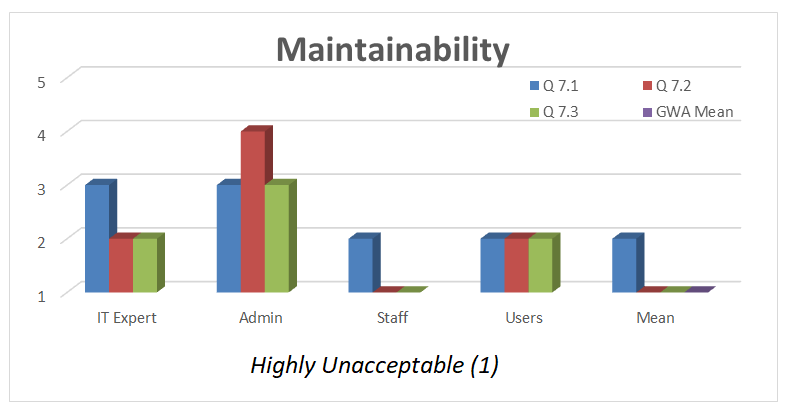 Maintainability
5
Q 7.1 Q 7.2
Q 7.3 GWA Mean
4
3
2
1
IT Expert Admin Staff Users Mean
Highly Unacceptable (1)